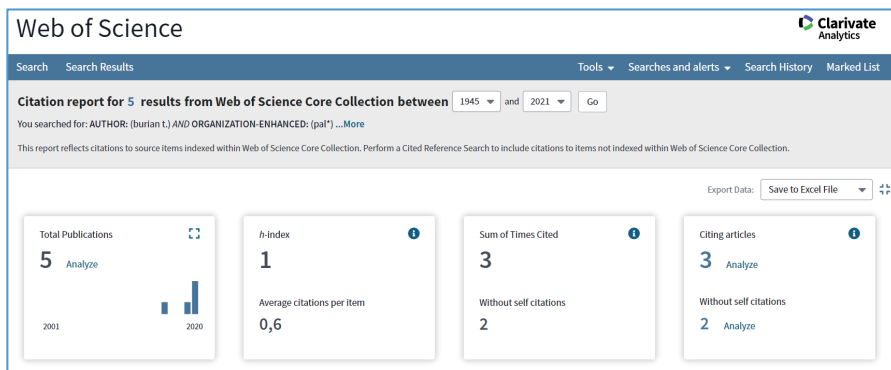 Web of Science
Clarivate
Analytics
Search Search Results Tools Searches and alerts Search History Marked List
Citation report for 5 results from Web of Science Core Collection between 1945 and 2021 Go
You searched for: AUTHOR: (burian t.) AND ORGANIZATION-ENHANCED: (pal*) ...More
This report reflects citations to source items indexed within Web of Science Core Collection. Perform a Cited Reference Search to include citations to items not indexed within Web of Science Core Collection.
Export Data: Save to Excel File
Total Publications
5 Analyze
2001 2020
h-index
1
Average citations per item
0,6
Sum of Times Cited
3
Without self citations
2
Citing articles
3 Analyze
Without self citations
2 Analyze